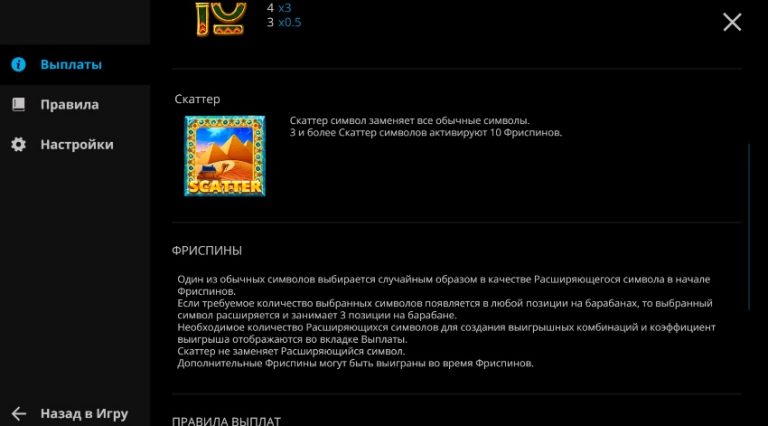 10
4 x3
3 x0.5
Выплаты
Правила
Настройки
Скаттер
SCATTER
Скаттер символ заменяет все обычные символы.
3 и более Скаттер символов активируют 10 Фриспинов.
ФРИСПИНЫ
Один из обычных символов выбирается случайным образом в качестве Расширяющегося символа в начале
Фриспинов.
Если требуемое количество выбранных символов появляется в любой позиции на барабанах, то выбранный
символ расширяется и занимает 3 позиции на барабане.
Необходимое количество Расширяющихся символов для создания выигрышных комбинаций и коэффициент
выигрыша отображаются во вкладке Выплаты.
Скаттер не заменяет Расширяющийся символ.
Дополнительные Фриспины могут быть выиграны во время Фриспинов.
Назад в Игру
ПРАВИЛА ВЫПЛАТ